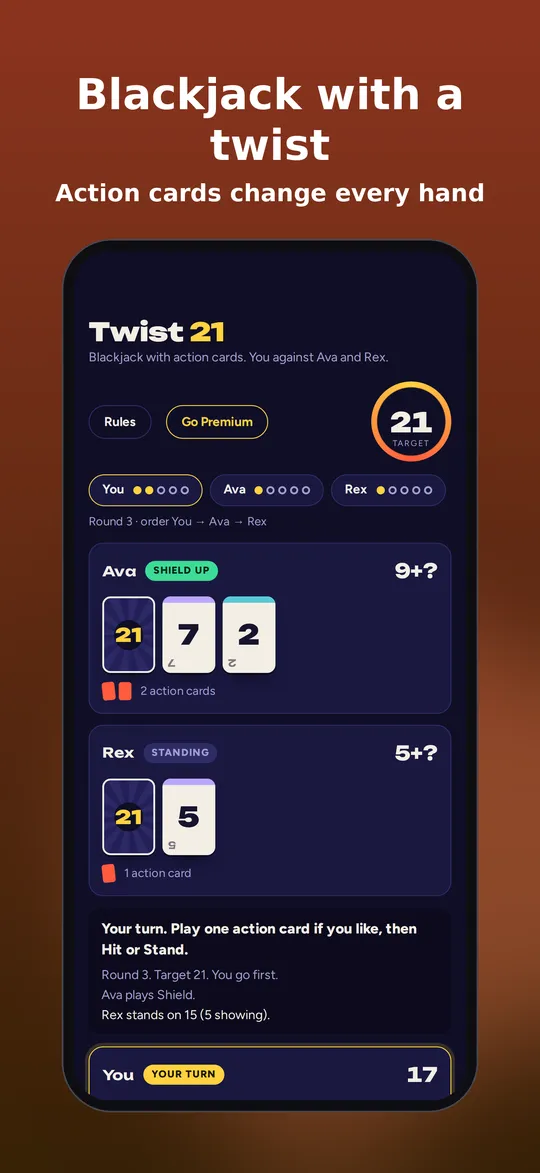 Blackjack with a
twist
Action cards change every hand
Twist 21
Blackjack with action cards. You against Ava and Rex.
Rules
Go Premium
21
TARGET
You
Ava
Rex
Round 3 · order You → Ava → Rex
Ava SHIELD UP 9+?
21
7
7
2
2
2 action cards
Rex STANDING 5+?
21
5
5
1 action card
Your turn. Play one action card if you like, then
Hit or Stand.
Round 3. Target 21. You go first.
Ava plays Shield.
Rex stands on 15 (5 showing).
You YOUR TURN 17